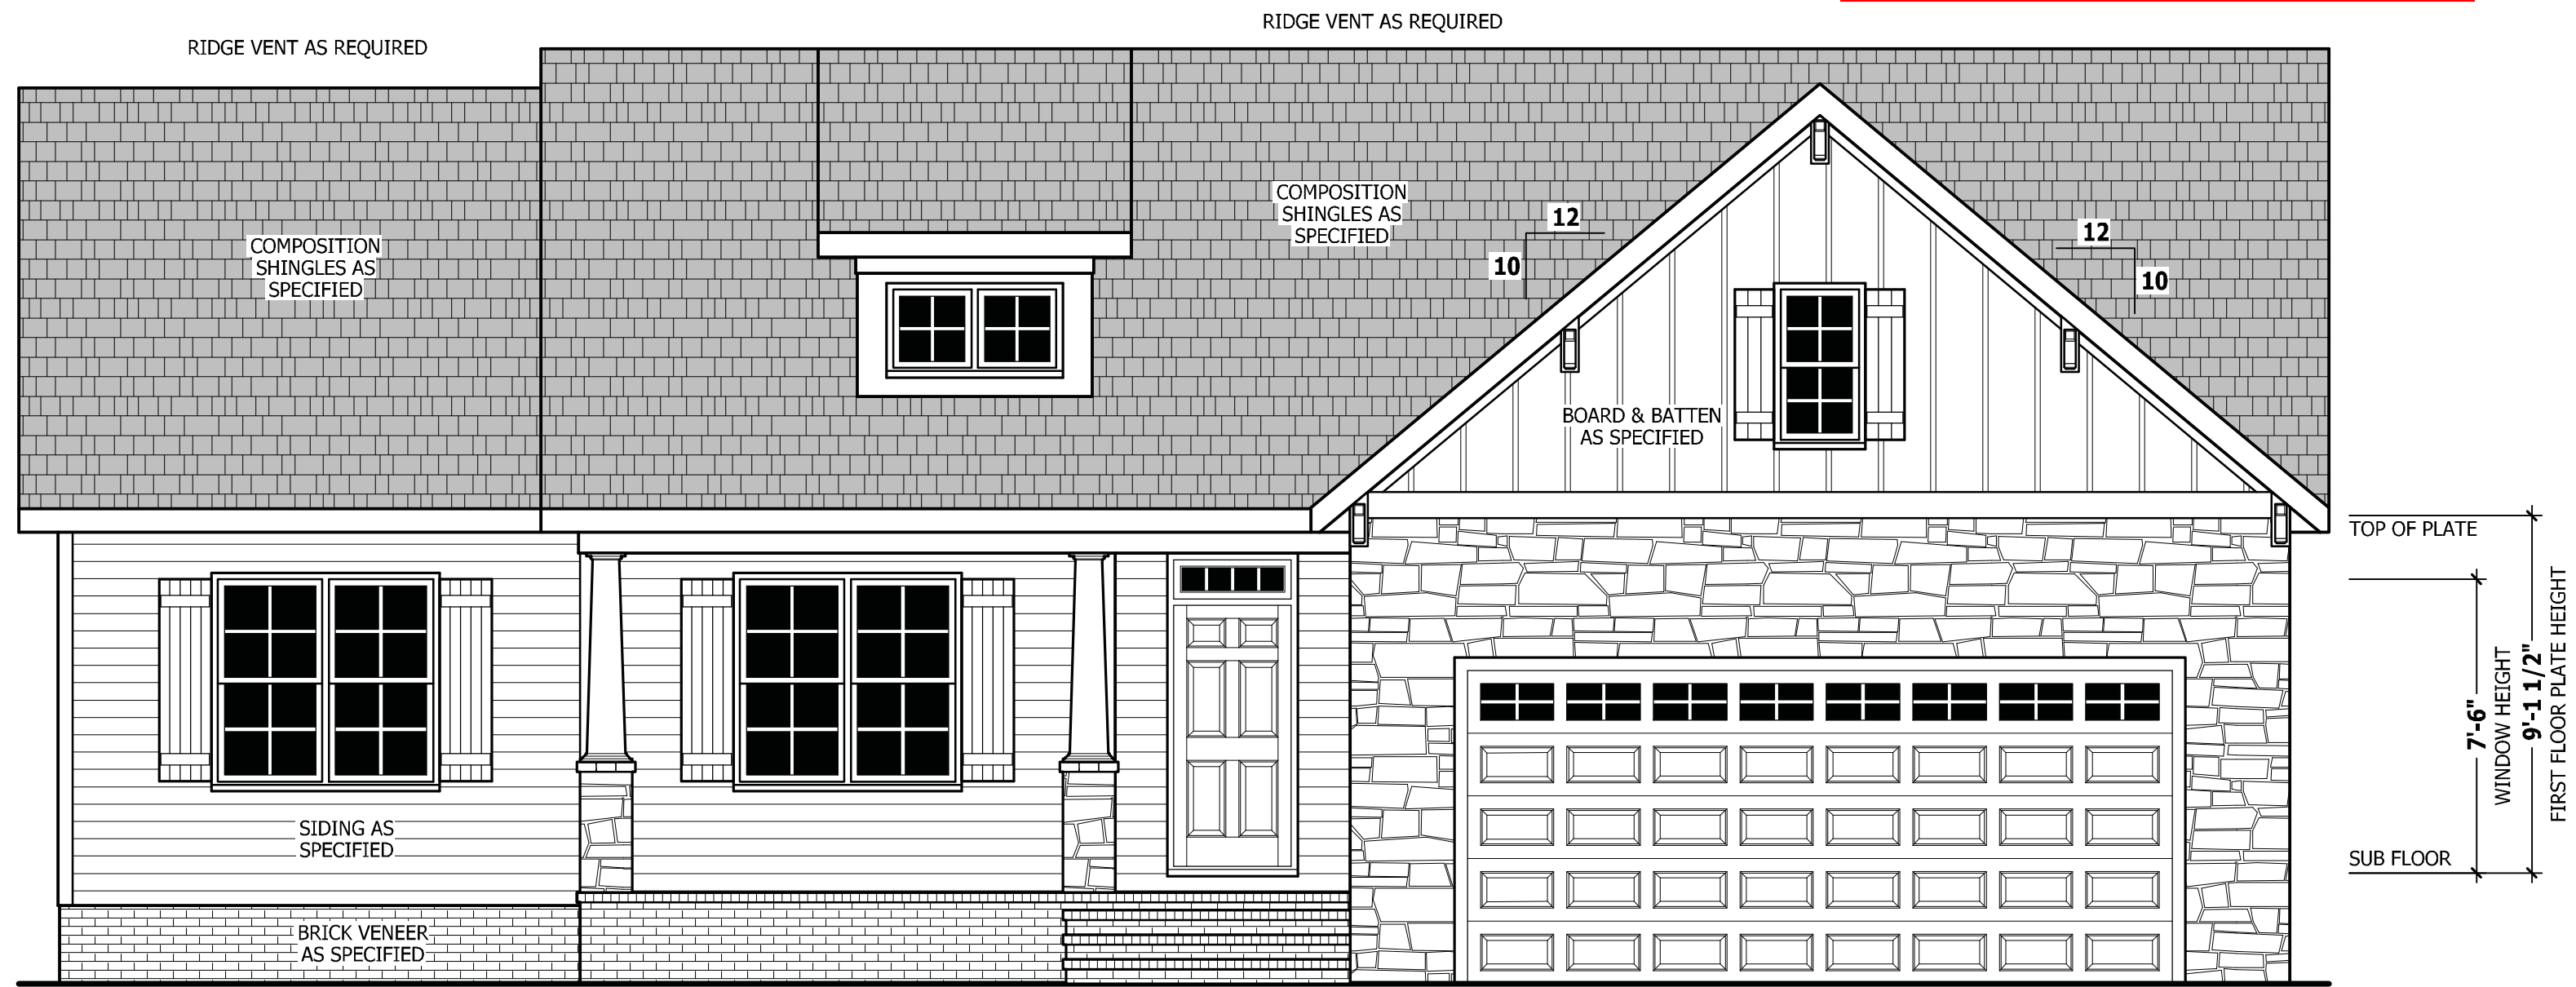 RIDGE VENT AS REQUIRED
RIDGE VENT AS REQUIRED
COMPOSITION
SHINGLES AS
SPECIFIED
COMPOSITION
SHINGLES AS
SPECIFIED
12
10
12
10
BOARD & BATTEN
AS SPECIFIED
TOP OF PLATE
7'-6"
WINDOW HEIGHT
9'-1 1/2"
FIRST FLOOR PLATE HEIGHT
SUB FLOOR
SIDING AS
SPECIFIED
BRICK VENEER
AS SPECIFIED